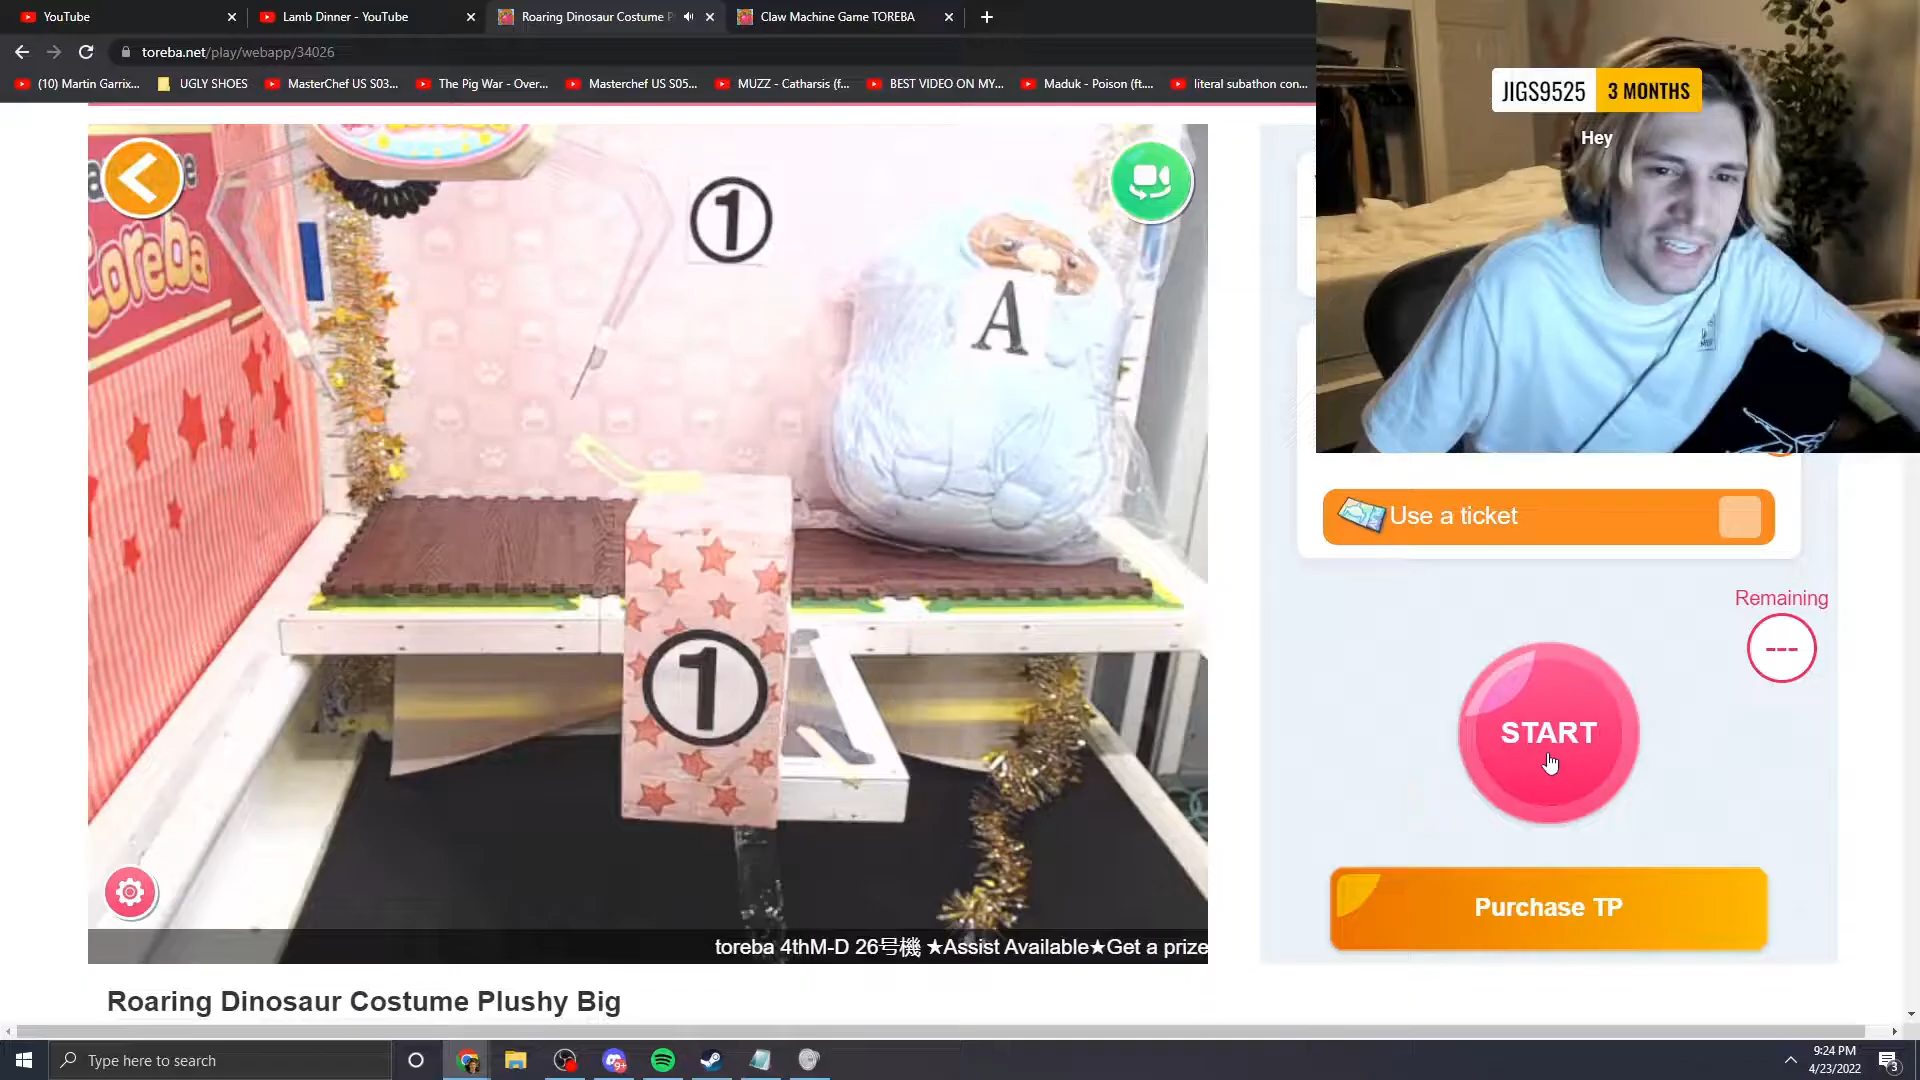 YouTube
Lamb Dinner - YouTube
Roaring Dinosaur Costume P
Claw Machine Game TOREBA
toreba.net/play/webapp/34026
(10) Martin Garrix...
UGLY SHOES
MasterChef US S03...
The Pig War - Over...
Masterchef US S05...
MUZZ - Catharsis (f...
BEST VIDEO ON MY...
Maduk - Poison (ft....
literal subathon con...
JIGS9525 3 MONTHS
Hey
Toreba
1
A
1
Use a ticket
Remaining
---
START
Purchase TP
toreba 4thM-D 26号機 ★Assist Available★Get a prize
Roaring Dinosaur Costume Plushy Big
Type here to search
9+
9:24 PM
4/23/2022
3